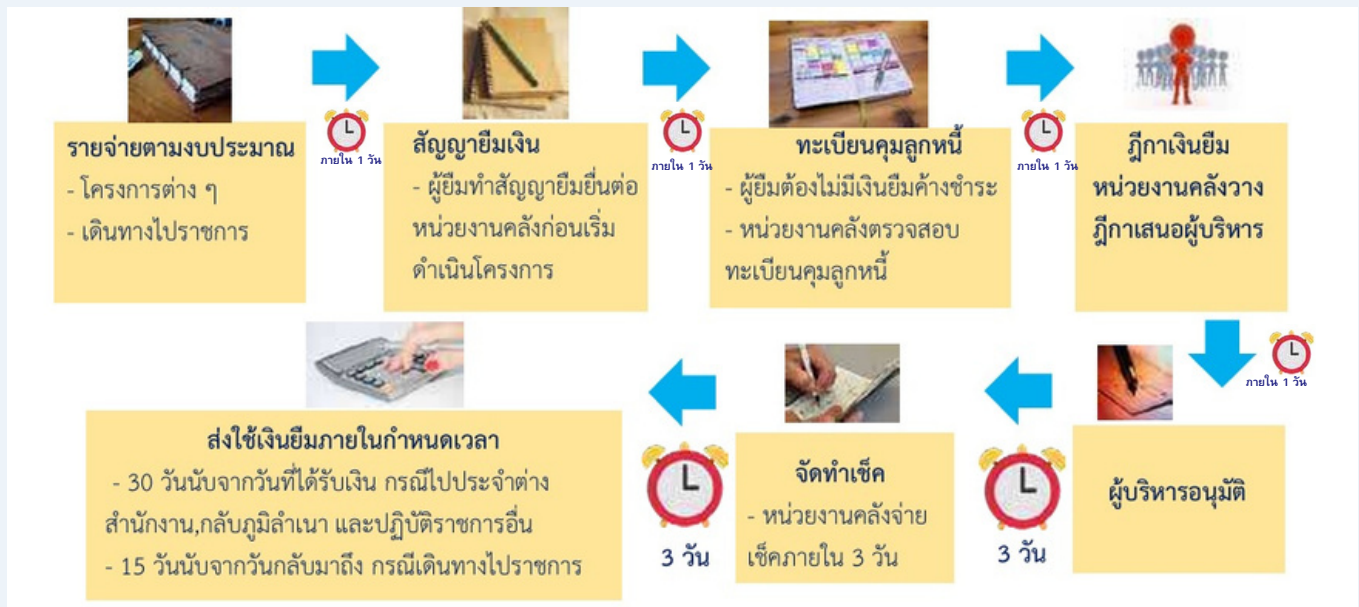 รายจ่ายตามงบประมาณ
- โครงการต่าง ๆ
- เดินทางไปราชการ
ภายใน 1 วัน
สัญญายืมเงิน
- ผู้ยืมทำสัญญายืมยื่นต่อ
หน่วยงานคลังก่อนเริ่ม
ดำเนินโครงการ
ภายใน 1 วัน
ทะเบียนคุมลูกหนี้
- ผู้ยืมต้องไม่มีเงินยืมค้างชำระ
- หน่วยงานคลังตรวจสอบ
ทะเบียนคุมลูกหนี้
ภายใน 1 วัน
ฎีกาเงินยืม
หน่วยงานคลังวาง
ฎีกาเสนอผู้บริหาร
ภายใน 1 วัน
ผู้บริหารอนุมัติ
3 วัน
จัดทำเช็ค
- หน่วยงานคลังจ่าย
เช็คภายใน 3 วัน
3 วัน
ส่งใช้เงินยืมภายในกำหนดเวลา
- 30 วันนับจากวันที่ได้รับเงิน กรณีไปประจำต่าง
สำนักงาน,กลับภูมิลำเนา และปฏิบัติราชการอื่น
- 15 วันนับจากวันกลับมาถึง กรณีเดินทางไปราชการ